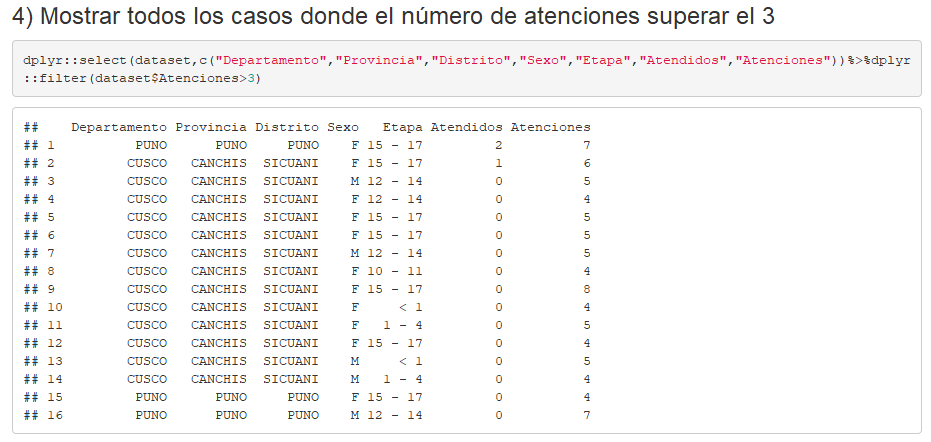 4) Mostrar todos los casos donde el número de atenciones superar el 3
dplyr::select(dataset,c("Departamento","Provincia","Distrito","Sexo","Etapa","Atendidos","Atenciones"))%>%dplyr
::filter(dataset$Atenciones>3)
##    Departamento Provincia Distrito Sexo   Etapa Atendidos Atenciones
## 1          PUNO      PUNO     PUNO    F 15 - 17         2          7
## 2         CUSCO   CANCHIS  SICUANI    F 15 - 17         1          6
## 3         CUSCO   CANCHIS  SICUANI    M 12 - 14         0          5
## 4         CUSCO   CANCHIS  SICUANI    F 12 - 14         0          4
## 5         CUSCO   CANCHIS  SICUANI    F 15 - 17         0          5
## 6         CUSCO   CANCHIS  SICUANI    F 15 - 17         0          5
## 7         CUSCO   CANCHIS  SICUANI    M 12 - 14         0          5
## 8         CUSCO   CANCHIS  SICUANI    F 10 - 11         0          4
## 9         CUSCO   CANCHIS  SICUANI    F 15 - 17         0          8
## 10        CUSCO   CANCHIS  SICUANI    F     < 1         0          4
## 11        CUSCO   CANCHIS  SICUANI    F   1 - 4         0          5
## 12        CUSCO   CANCHIS  SICUANI    F 15 - 17         0          4
## 13        CUSCO   CANCHIS  SICUANI    M     < 1         0          5
## 14        CUSCO   CANCHIS  SICUANI    M   1 - 4         0          4
## 15         PUNO      PUNO     PUNO    F 15 - 17         0          4
## 16         PUNO      PUNO     PUNO    M 12 - 14         0          7